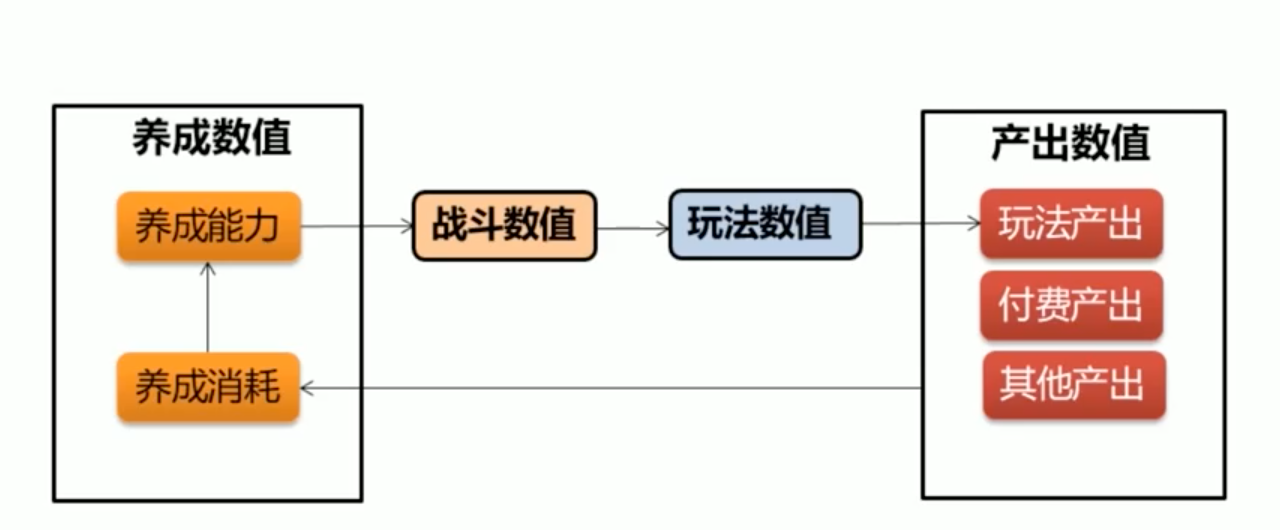 养成数值
养成能力
养成消耗
战斗数值
玩法数值
产出数值
玩法产出
付费产出
其他产出